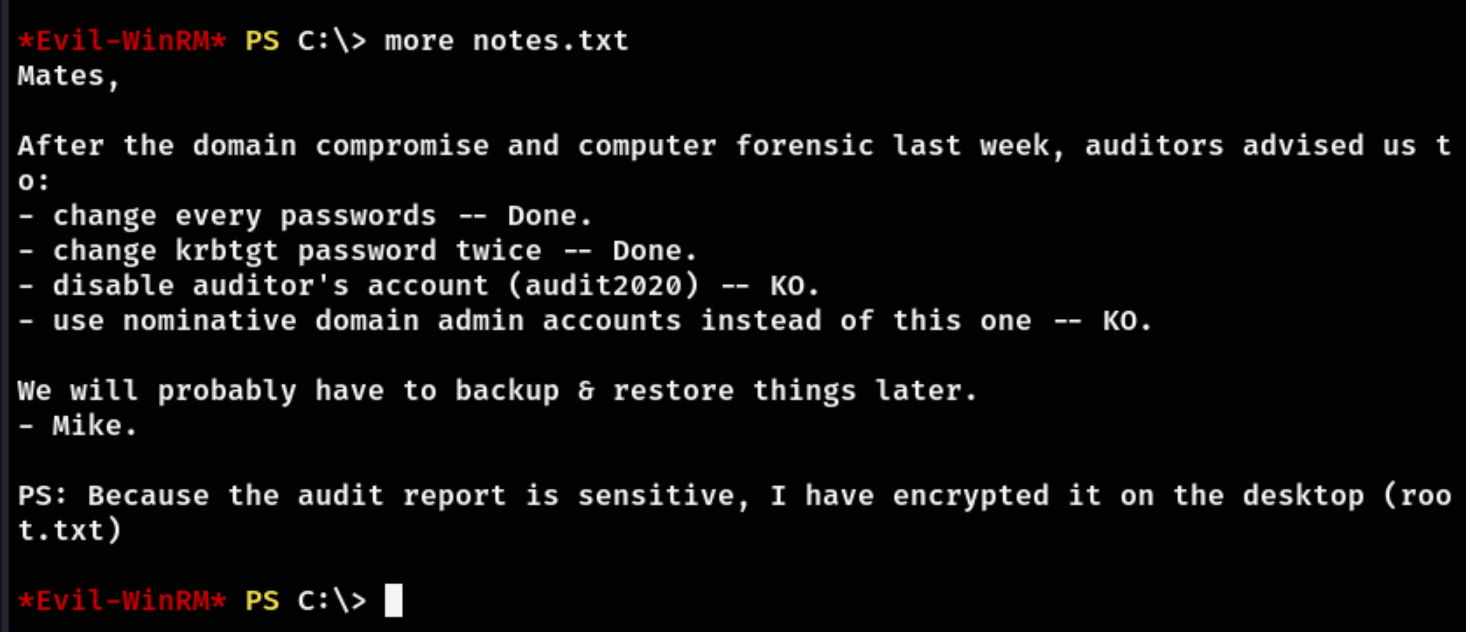 *Evil-WinRM* PS C:\> more notes.txt
Mates,
After the domain compromise and computer forensic last week, auditors advised us t
o:
- change every passwords -- Done.
- change krbtgt password twice -- Done.
- disable auditor's account (audit2020) -- KO.
- use nominative domain admin accounts instead of this one -- KO.
We will probably have to backup & restore things later.
- Mike.
PS: Because the audit report is sensitive, I have encrypted it on the desktop (roo
t.txt)
*Evil-WinRM* PS C:\>